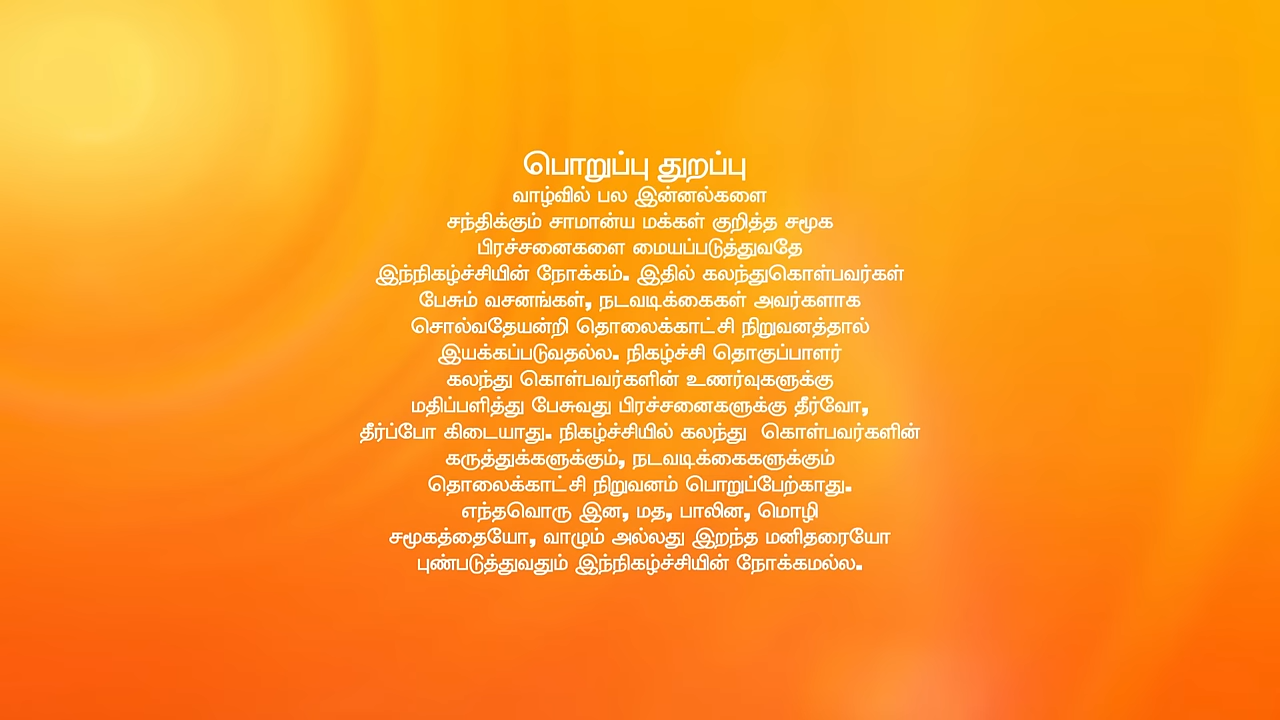 பொறுப்பு துறப்பு
வாழ்வில் பல இன்னல்களை
சந்திக்கும் சாமான்ய மக்கள் குறித்த சமூக
பிரச்சனைகளை மையப்படுத்துவதே
இந்நிகழ்ச்சியின் நோக்கம். இதில் கலந்துகொள்பவர்கள்
பேசும் வசனங்கள், நடவடிக்கைகள் அவர்களாக
சொல்வதேயன்றி தொலைக்காட்சி நிறுவனத்தால்
இயக்கப்படுவதல்ல. நிகழ்ச்சி தொகுப்பாளர்
கலந்து கொள்பவர்களின் உணர்வுகளுக்கு
மதிப்பளித்து பேசுவது பிரச்சனைகளுக்கு தீர்வோ,
தீர்ப்போ கிடையாது. நிகழ்ச்சியில் கலந்து  கொள்பவர்களின்
கருத்துக்களுக்கும், நடவடிக்கைகளுக்கும்
தொலைக்காட்சி நிறுவனம் பொறுப்பேற்காது.
எந்தவொரு இன, மத, பாலின, மொழி
சமூகத்தையோ, வாழும் அல்லது இறந்த மனிதரையோ
புண்படுத்துவதும் இந்நிகழ்ச்சியின் நோக்கமல்ல.